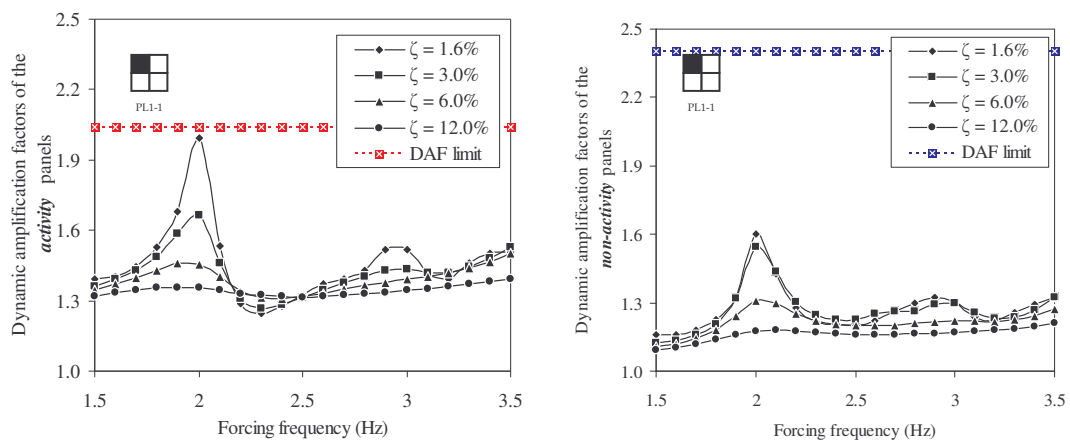 Dynamic amplification factors of the
activity panels
2.5
2.2
1.9
1.6
1.3
1.0
PL1-1
ζ = 1.6%
ζ = 3.0%
ζ = 6.0%
ζ = 12.0%
DAF limit
1.5
2
2.5
3
3.5
Forcing frequency (Hz)
Dynamic amplification factors of the
non-activity panels
2.5
2.2
1.9
1.6
1.3
1.0
PL1-1
ζ = 1.6%
ζ = 3.0%
ζ = 6.0%
ζ = 12.0%
DAF limit
1.5
2
2.5
3
3.5
Forcing frequency (Hz)